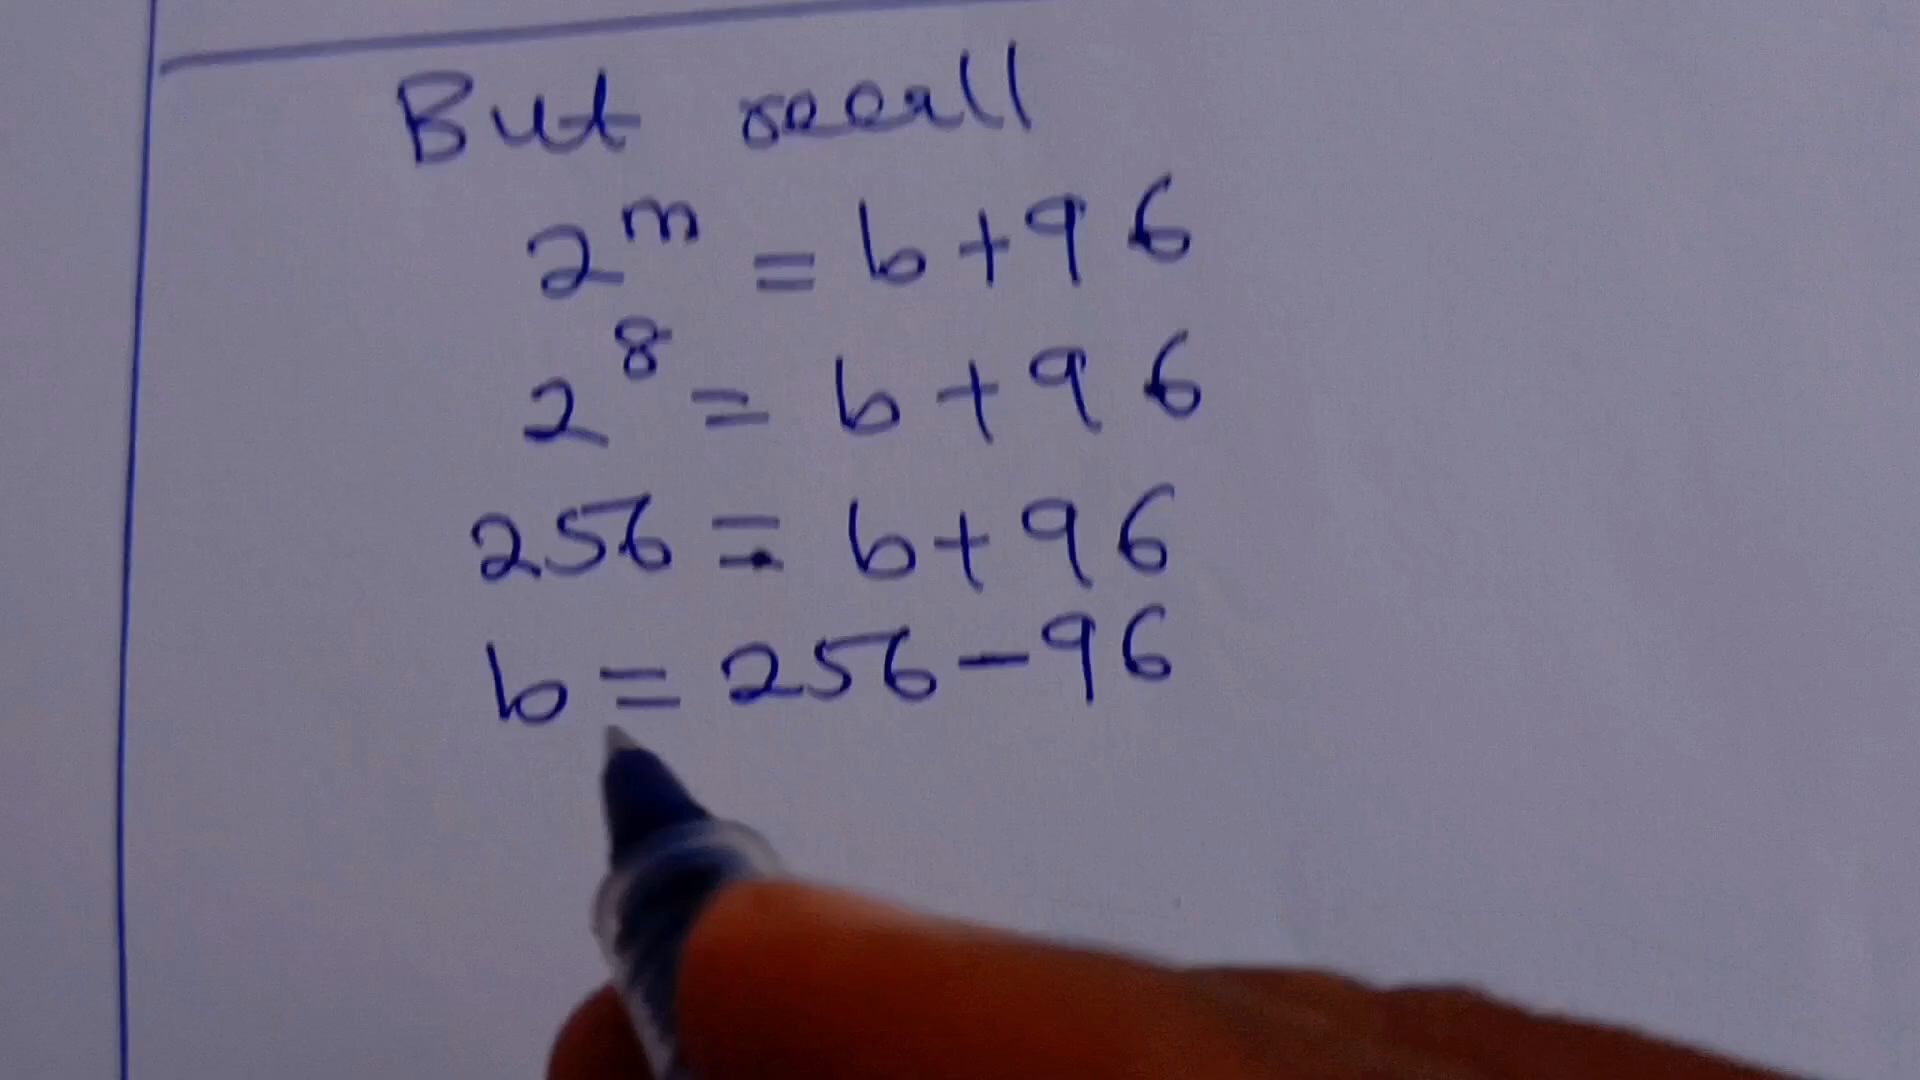 But recall
2^m = b + 96
2^8 = b + 96
256 = b + 96
b = 256 - 96